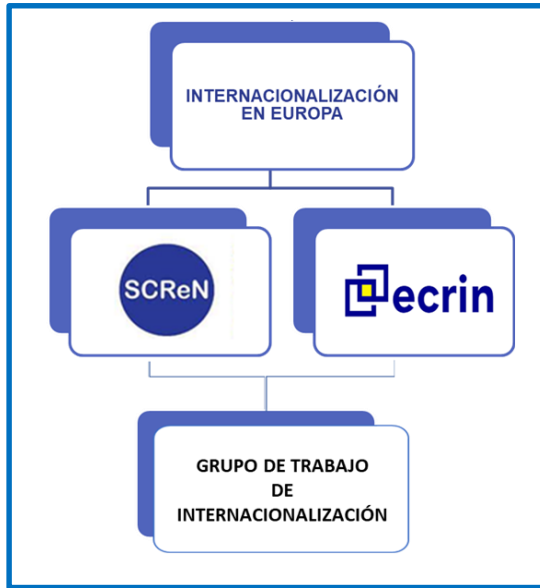 INTERNACIONALIZACIÓN
EN EUROPA
SCReN
ecrin
GRUPO DE TRABAJO
DE
INTERNACIONALIZACIÓN